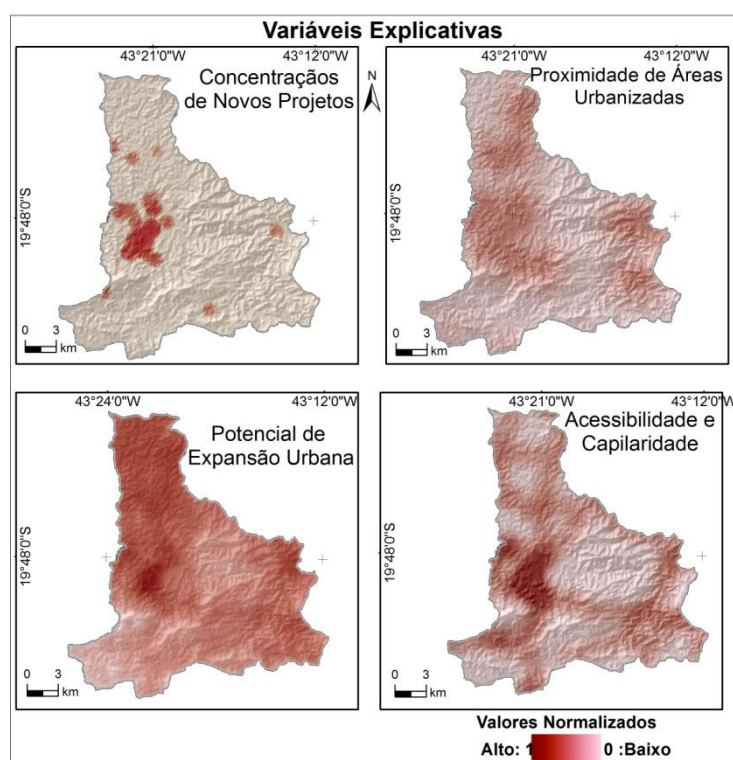 Variáveis Explicativas
43°21'0"W
43°12'0"W
Concentraçãos
de Novos Projetos
19°48'0"S
0 3
km
N
43°21'0"W
43°12'0"W
Proximidade de Áreas
Urbanizadas
19°48'0"S
0 3
km
43°24'0"W
43°12'0"W
Potencial de
Expansão Urbana
19°48'0"S
0 3
km
43°21'0"W
43°12'0"W
Acessibilidade e
Capilaridade
19°48'0"S
0 3
km
Valores Normalizados
Alto: 1 0 :Baixo